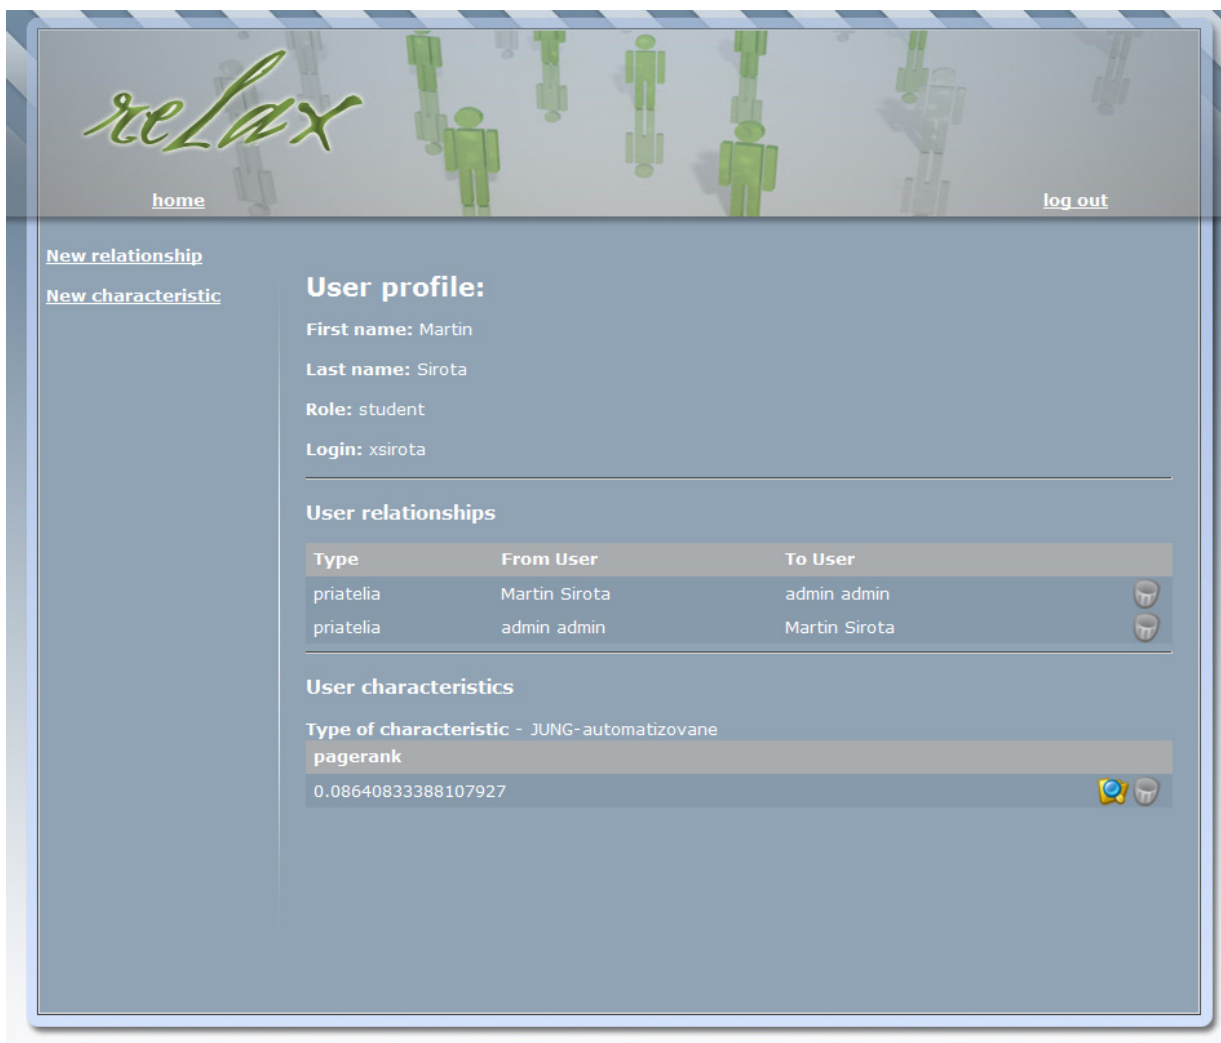 relax
home log out
New relationship
New characteristic
User profile:
First name: Martin
Last name: Sirota
Role: student
Login: xsirota
User relationships
Type From User To User
priatelia Martin Sirota admin admin
priatelia admin admin Martin Sirota
User characteristics
Type of characteristic - JUNG-automatizovane
pagerank
0.08640833388107927